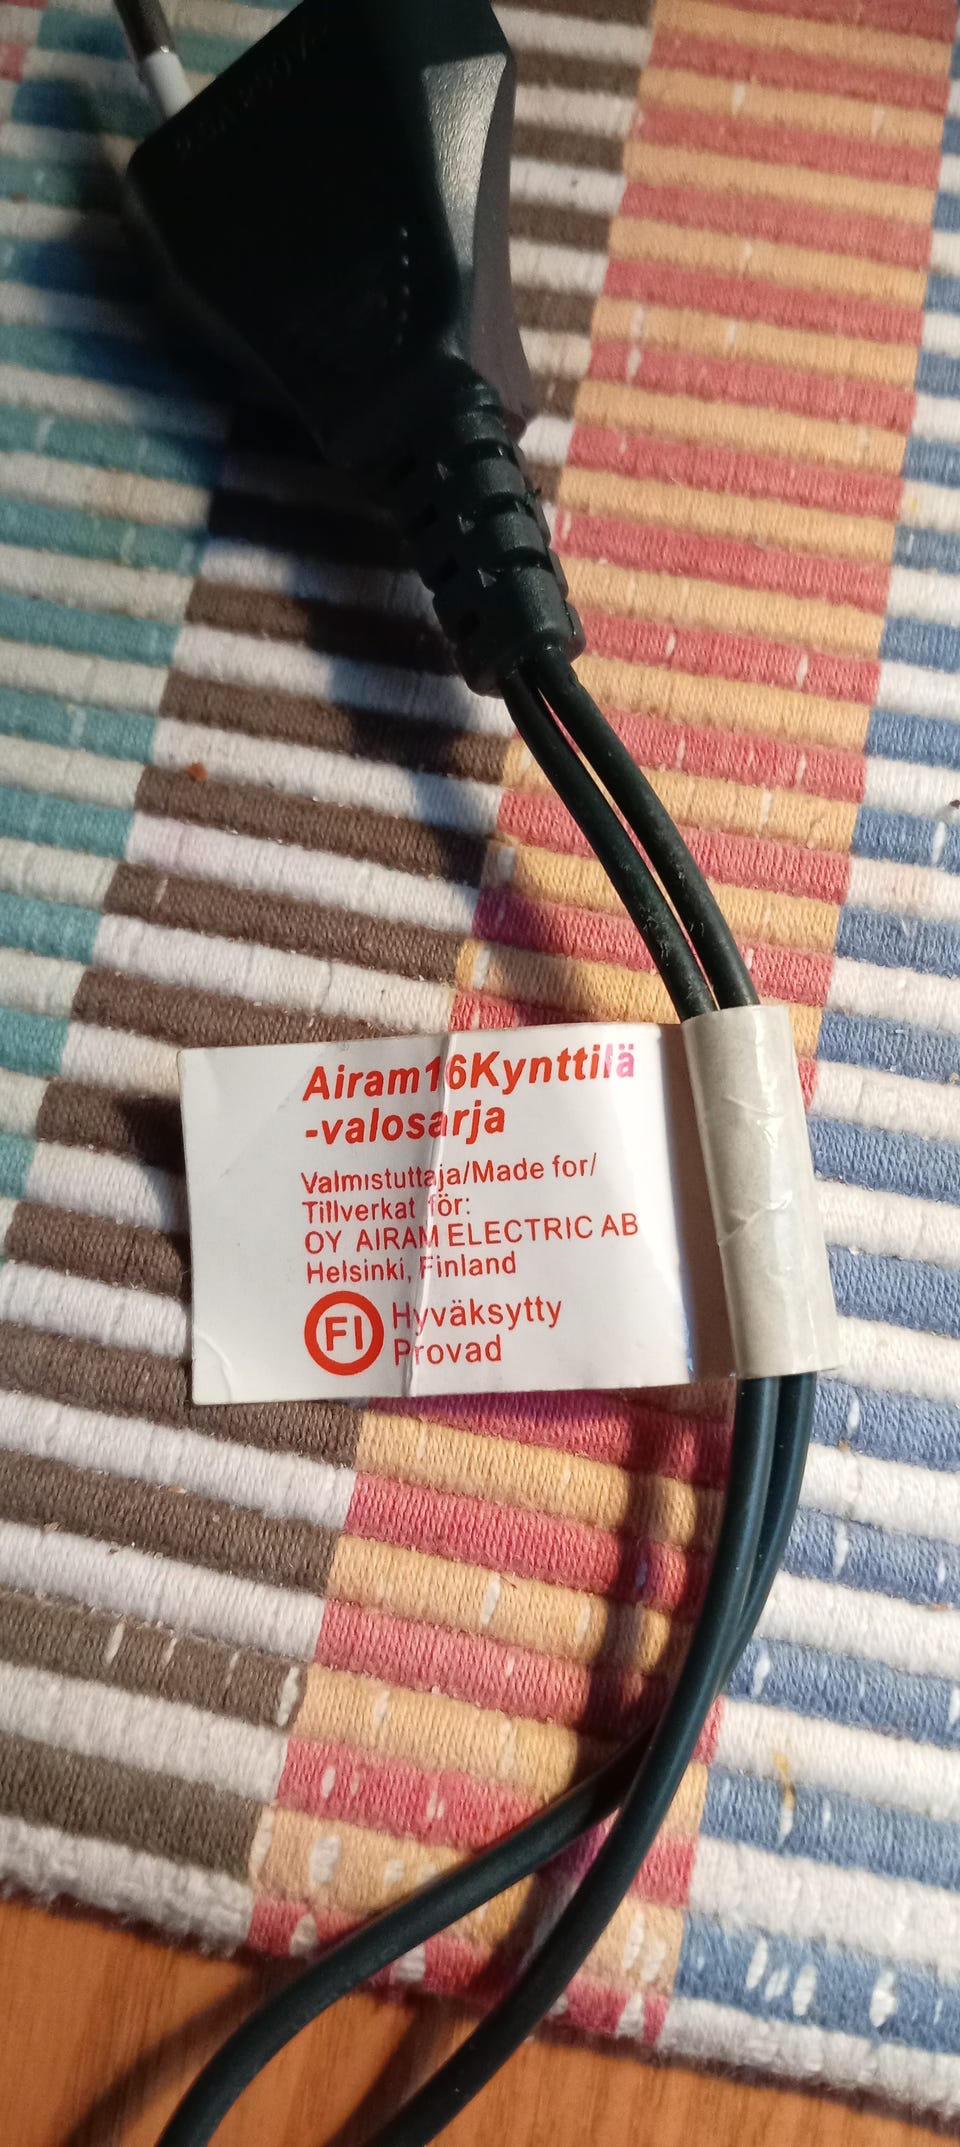 Airam16Kynttilä
-valosarja
Valmistuttaja/Made for/
Tillverkat för:
OY AIRAM ELECTRIC AB
Helsinki, Finland
FI Hyväksytty
Provad